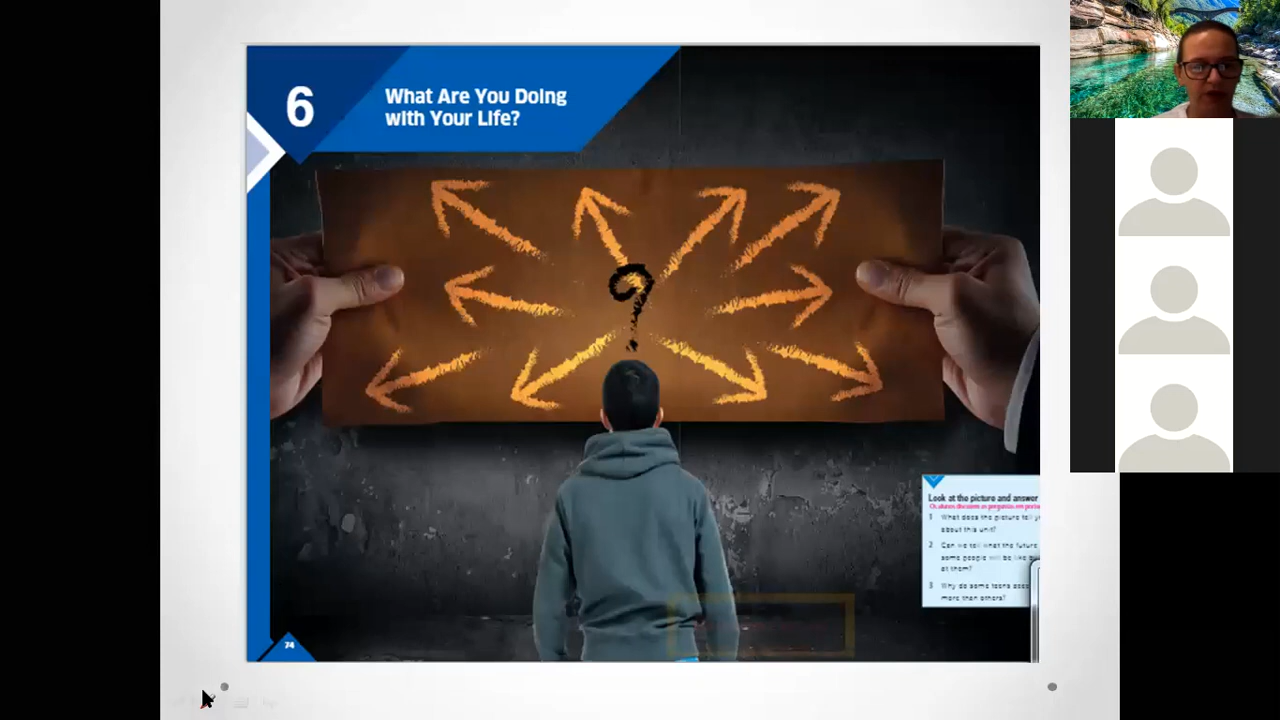 6
What Are You Doing
with Your Life?
?
Look at the picture and answer
1 What does the picture tell y
about this unit?
2 Can we tell what the future
some people will be like
at them?
3 Why do some teens
more than others?
74